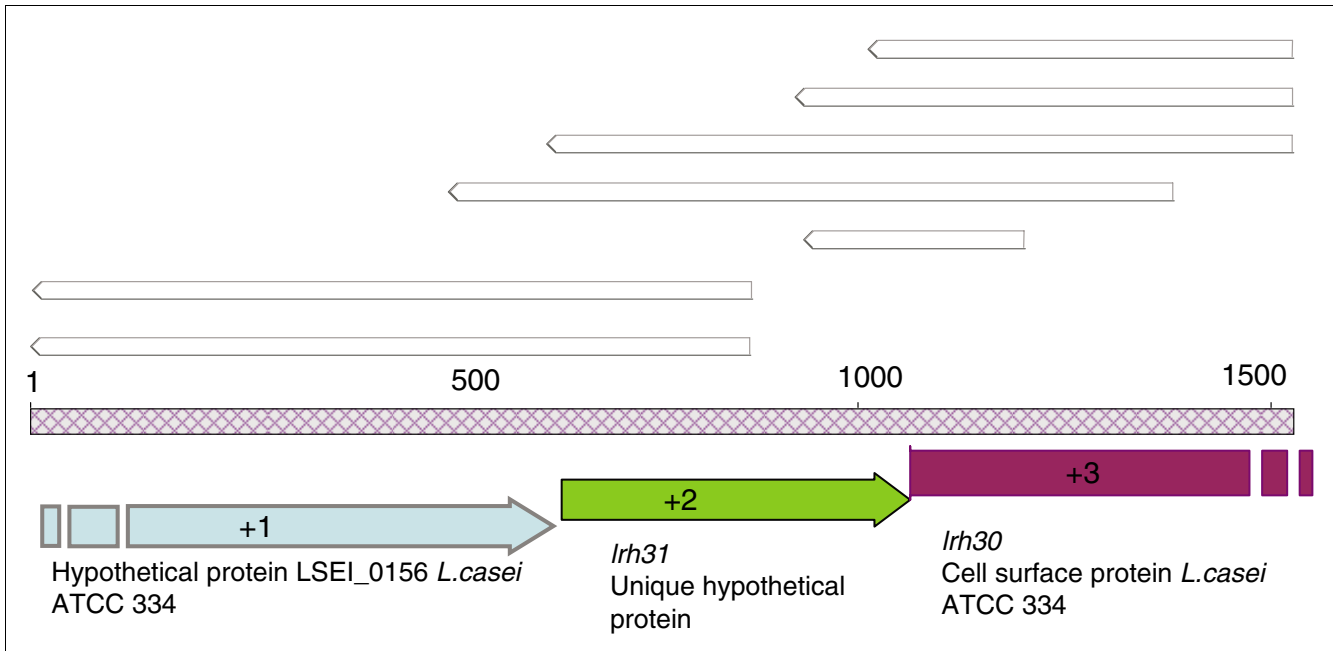 1 500 1000 1500
+3
+2
+1
lrh31
Unique hypothetical
protein
lrh30
Cell surface protein L.casei
ATCC 334
Hypothetical protein LSEI_0156 L.casei
ATCC 334